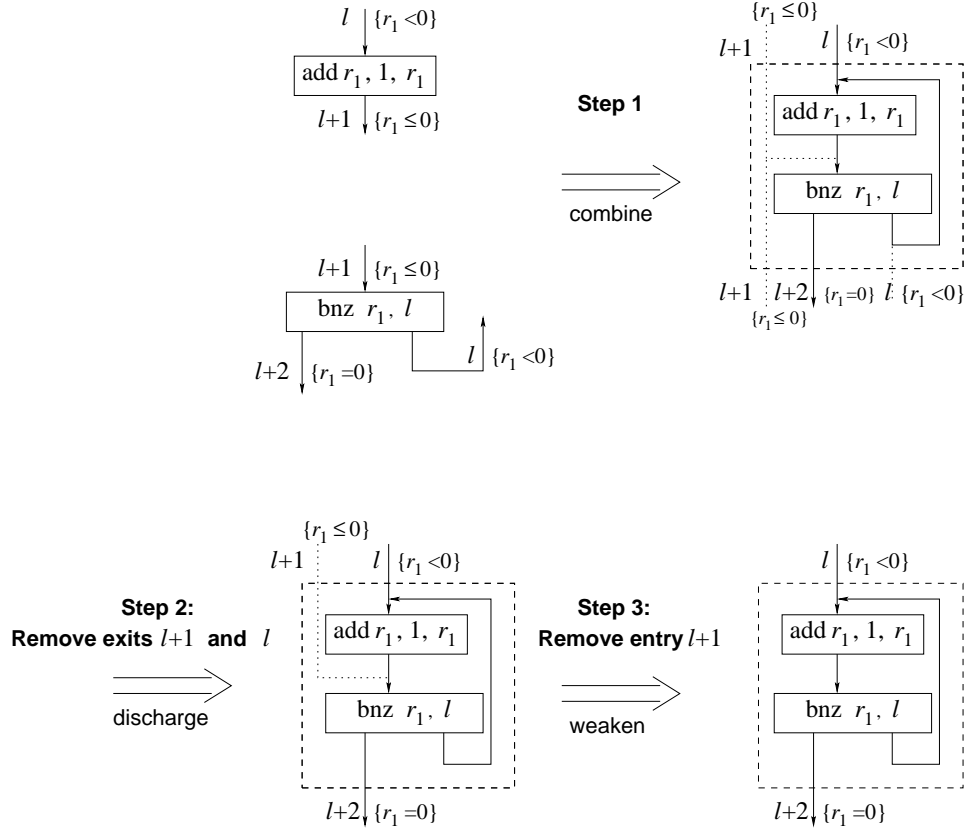 l {r₁ <0}
add r₁ , 1, r₁
l+1 {r₁ ≤ 0}
l+1 {r₁ ≤ 0}
bnz r₁ , l
l+2 {r₁ =0}
l {r₁ <0}
Step 1
combine
{r₁ ≤ 0}
l+1 l {r₁ <0}
add r₁ , 1, r₁
bnz r₁ , l
l+1 l+2 {r₁ =0} l {r₁ <0}
{r₁ ≤ 0}
Step 2:
Remove exits l+1 and l
discharge
{r₁ ≤ 0}
l+1 l {r₁ <0}
add r₁ , 1, r₁
bnz r₁ , l
l+2 {r₁ =0}
Step 3:
Remove entry l+1
weaken
l {r₁ <0}
add r₁ , 1, r₁
bnz r₁ , l
l+2 {r₁ =0}